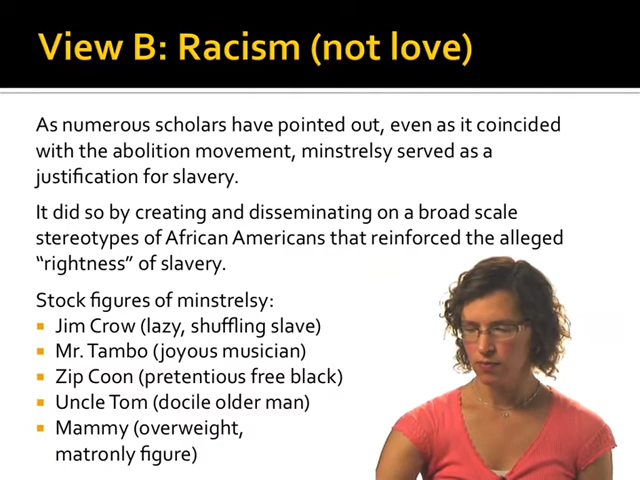 View B: Racism (not love)
As numerous scholars have pointed out, even as it coincided
with the abolition movement, minstrelsy served as a
justification for slavery.
It did so by creating and disseminating on a broad scale
stereotypes of African Americans that reinforced the alleged
“rightness” of slavery.
Stock figures of minstrelsy:
Jim Crow (lazy, shuffling slave)
Mr. Tambo (joyous musician)
Zip Coon (pretentious free black)
Uncle Tom (docile older man)
Mammy (overweight,
matronly figure)